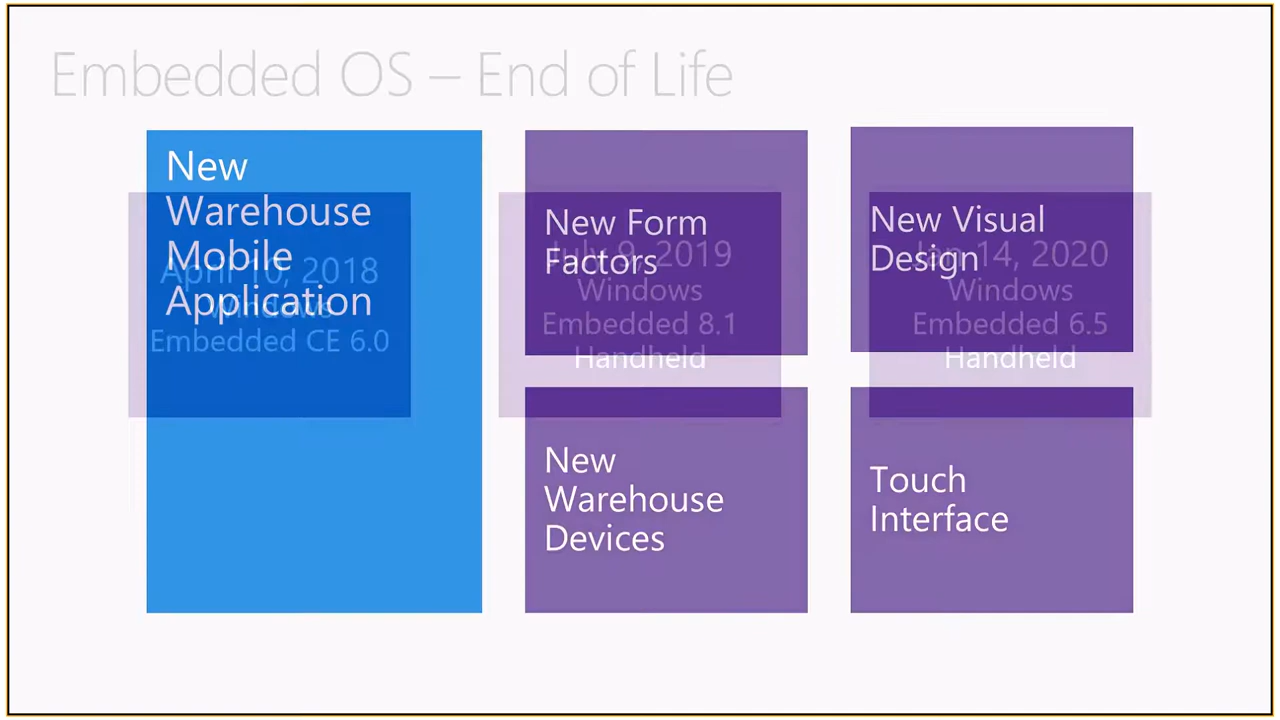 Embedded OS – End of Life
New
Warehouse
Mobile
Application
April 10, 2018
Windows
Embedded CE 6.0
New Form
Factors
July 9, 2019
Windows
Embedded 8.1
Handheld
New Visual
Design
Jan 14, 2020
Windows
Embedded 6.5
Handheld
New
Warehouse
Devices
Touch
Interface